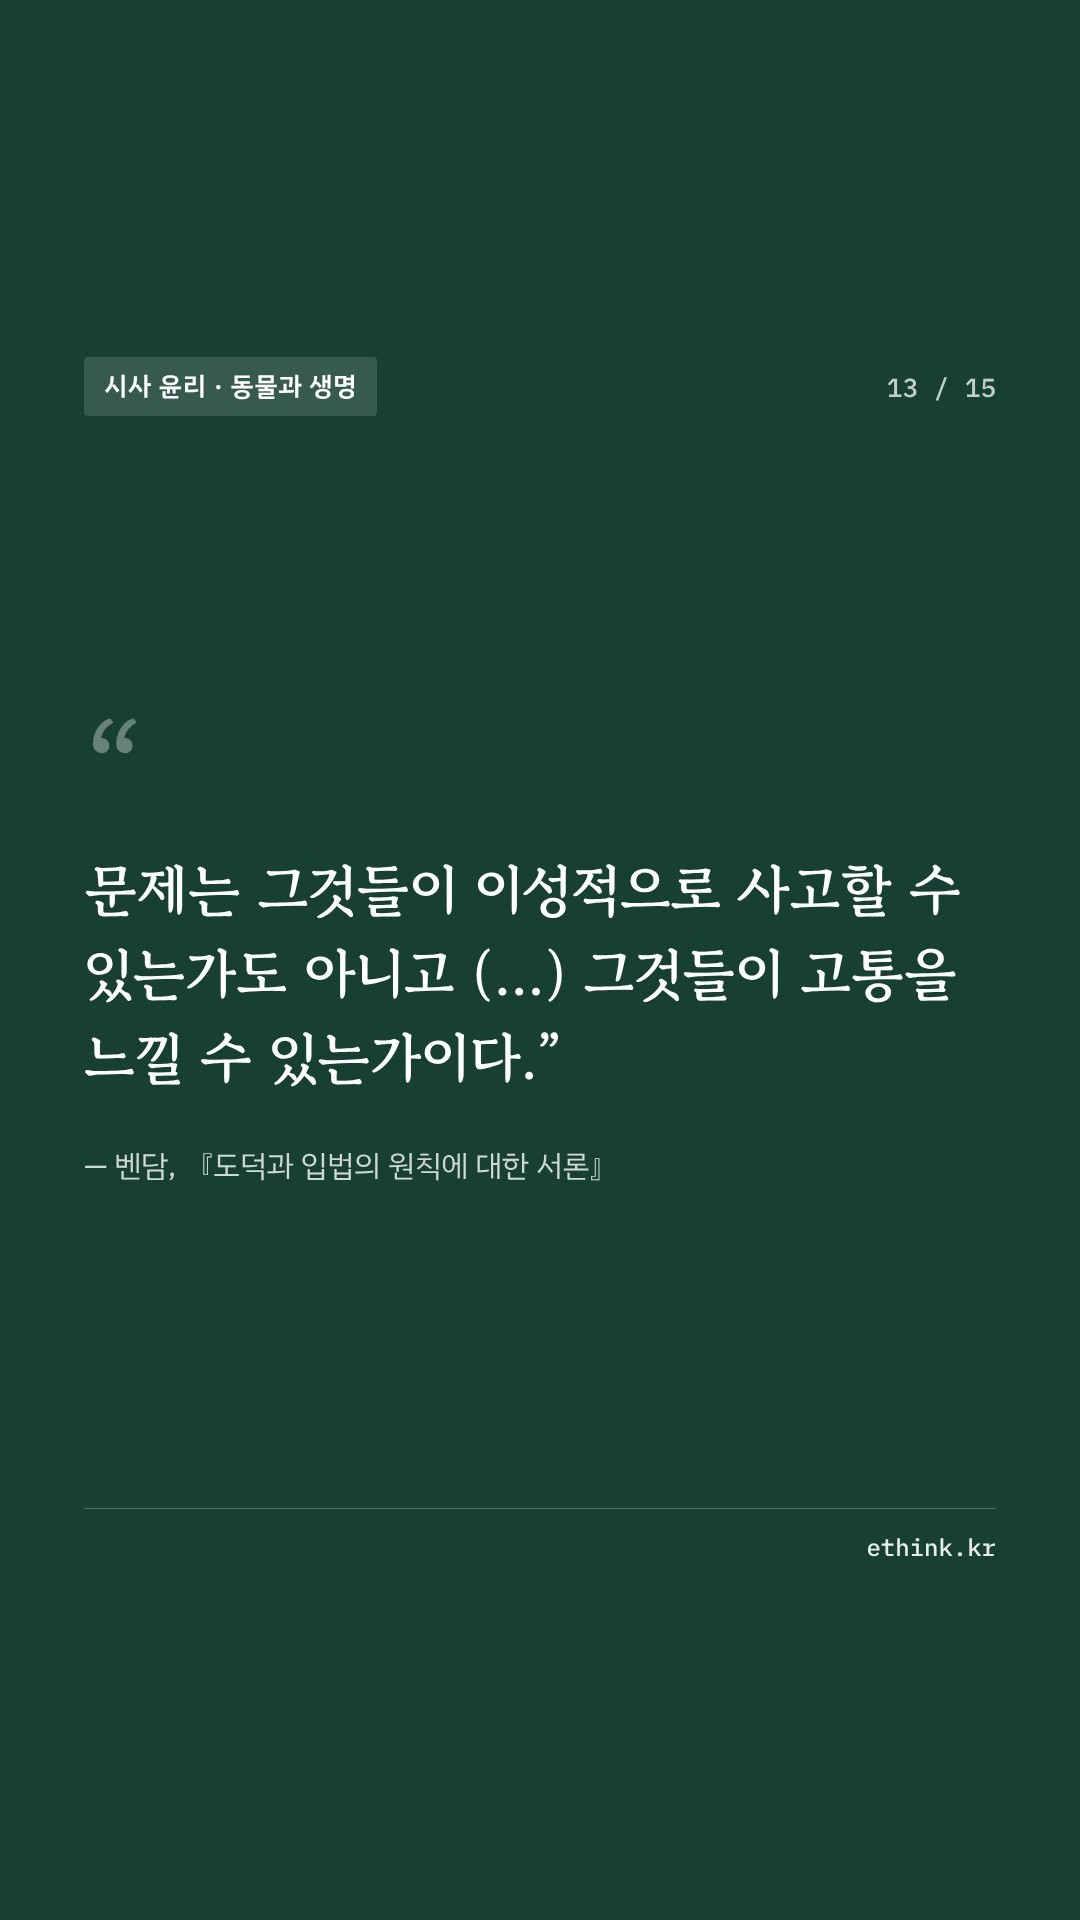 시사 윤리 · 동물과 생명
13 / 15
“
문제는 그것들이 이성적으로 사고할 수
있는가도 아니고 (...) 그것들이 고통을
느낄 수 있는가이다.”
— 벤담, 『도덕과 입법의 원칙에 대한 서론』
ethink.kr